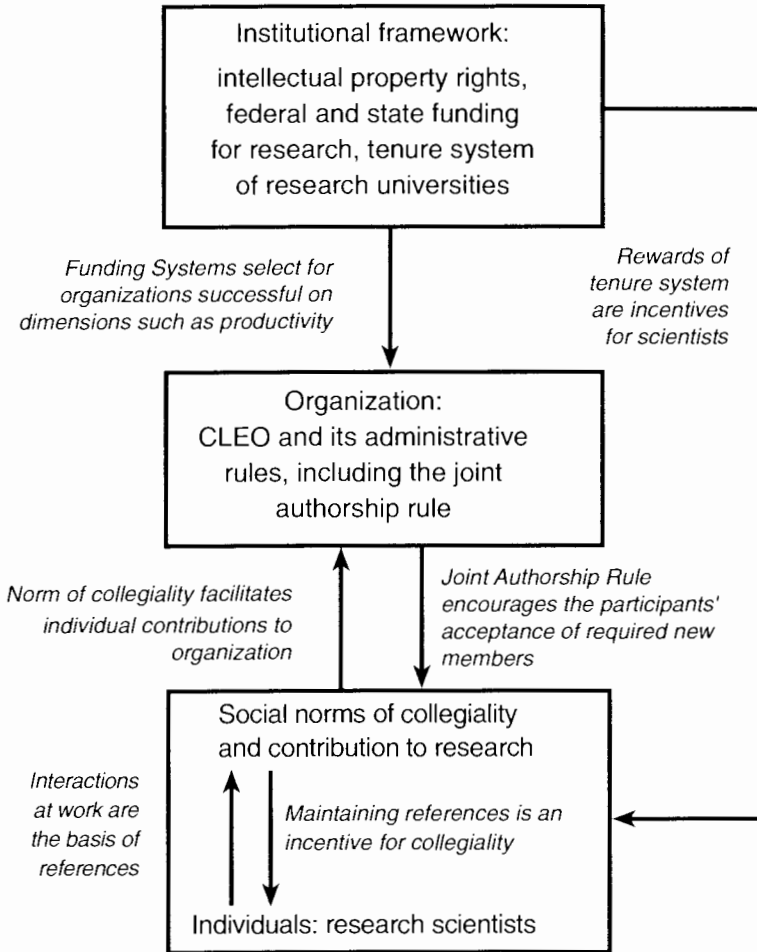 Institutional framework:
intellectual property rights,
federal and state funding
for research, tenure system
of research universities
Funding Systems select for
organizations successful on
dimensions such as productivity
Rewards of
tenure system
are incentives
for scientists
Organization:
CLEO and its administrative
rules, including the joint
authorship rule
Norm of collegiality facilitates
individual contributions to
organization
Joint Authorship Rule
encourages the participants'
acceptance of required new
members
Social norms of collegiality
and contribution to research
Interactions
at work are
the basis of
references
Maintaining references is an
incentive for collegiality
Individuals: research scientists